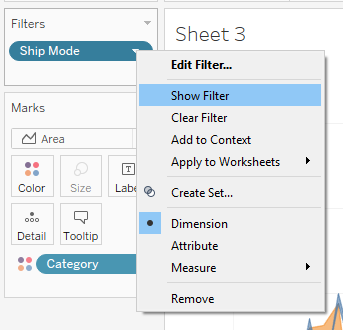 Filters
Sheet 3
Ship Mode
Edit Filter...
Show Filter
Clear Filter
Add to Context
Apply to Worksheets
Create Set...
Dimension
Attribute
Measure
Remove
Marks
Area
Color
Size
Detail
Tooltip
Category